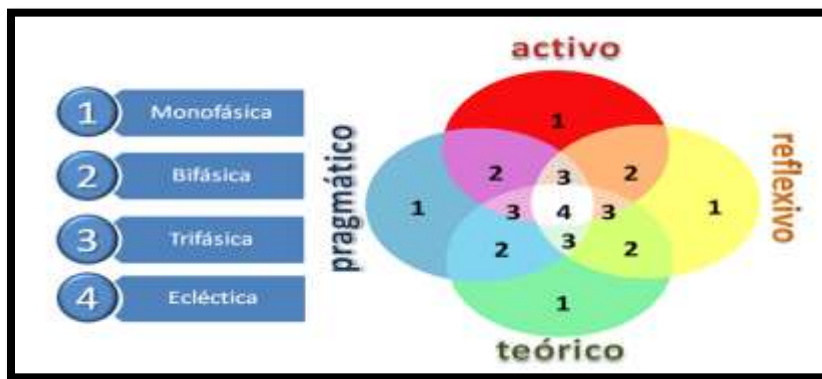 1 Monofásica
2 Bifásica
3 Trifásica
4 Ecléctica
activo
pragmático
reflexivo
teórico
1
2 3 2
1 3 4 3 1
2 3 2
1